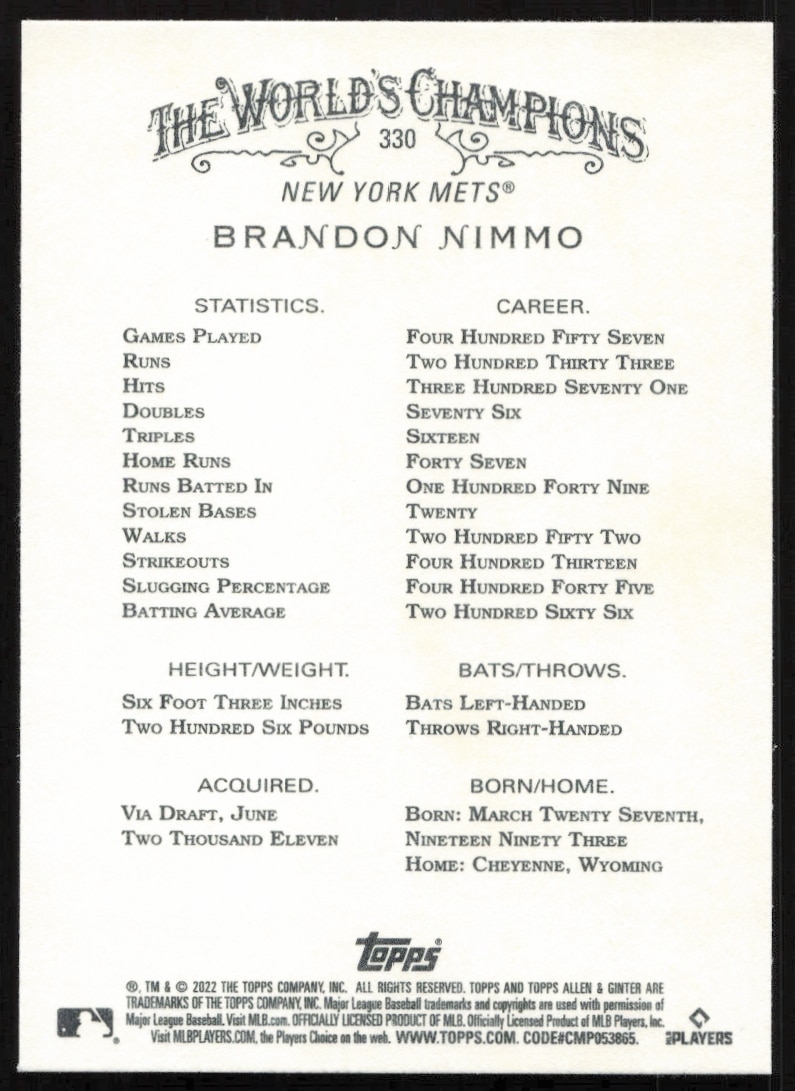 THE WORLD'S CHAMPIONS
330
NEW YORK METS®
BRANDON NIMMO
STATISTICS. CAREER.
GAMES PLAYED FOUR HUNDRED FIFTY SEVEN
RUNS TWO HUNDRED THIRTY THREE
HITS THREE HUNDRED SEVENTY ONE
DOUBLES SEVENTY SIX
TRIPLES SIXTEEN
HOME RUNS FORTY SEVEN
RUNS BATTED IN ONE HUNDRED FORTY NINE
STOLEN BASES TWENTY
WALKS TWO HUNDRED FIFTY TWO
STRIKEOUTS FOUR HUNDRED THIRTEEN
SLUGGING PERCENTAGE FOUR HUNDRED FORTY FIVE
BATTING AVERAGE TWO HUNDRED SIXTY SIX
HEIGHT/WEIGHT. BATS/THROWS.
SIX FOOT THREE INCHES BATS LEFT-HANDED
TWO HUNDRED SIX POUNDS THROWS RIGHT-HANDED
ACQUIRED. BORN/HOME.
VIA DRAFT, JUNE BORN: MARCH TWENTY SEVENTH,
TWO THOUSAND ELEVEN NINETEEN NINETY THREE
HOME: CHEYENNE, WYOMING
topps®
®, TM & © 2022 THE TOPPS COMPANY, INC. ALL RIGHTS RESERVED. TOPPS AND TOPPS ALLEN & GINTER ARE
TRADEMARKS OF THE TOPPS COMPANY, INC. Major League Baseball trademarks and copyrights are used with permission of
Major League Baseball. Visit MLB.com. OFFICIALLY LICENSED PRODUCT OF MLB. Officially Licensed Product of MLB Players, Inc.
Visit MLBPLAYERS.COM, the Players Choice on the web. WWW.TOPPS.COM. CODE#CMP053865.
MLB PLAYERS